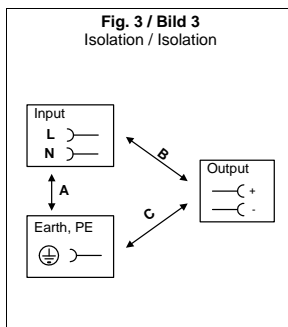 Fig. 3 / Bild 3
Isolation / Isolation
Input
L
N
B
A
Output
+
-
Earth, PE
C